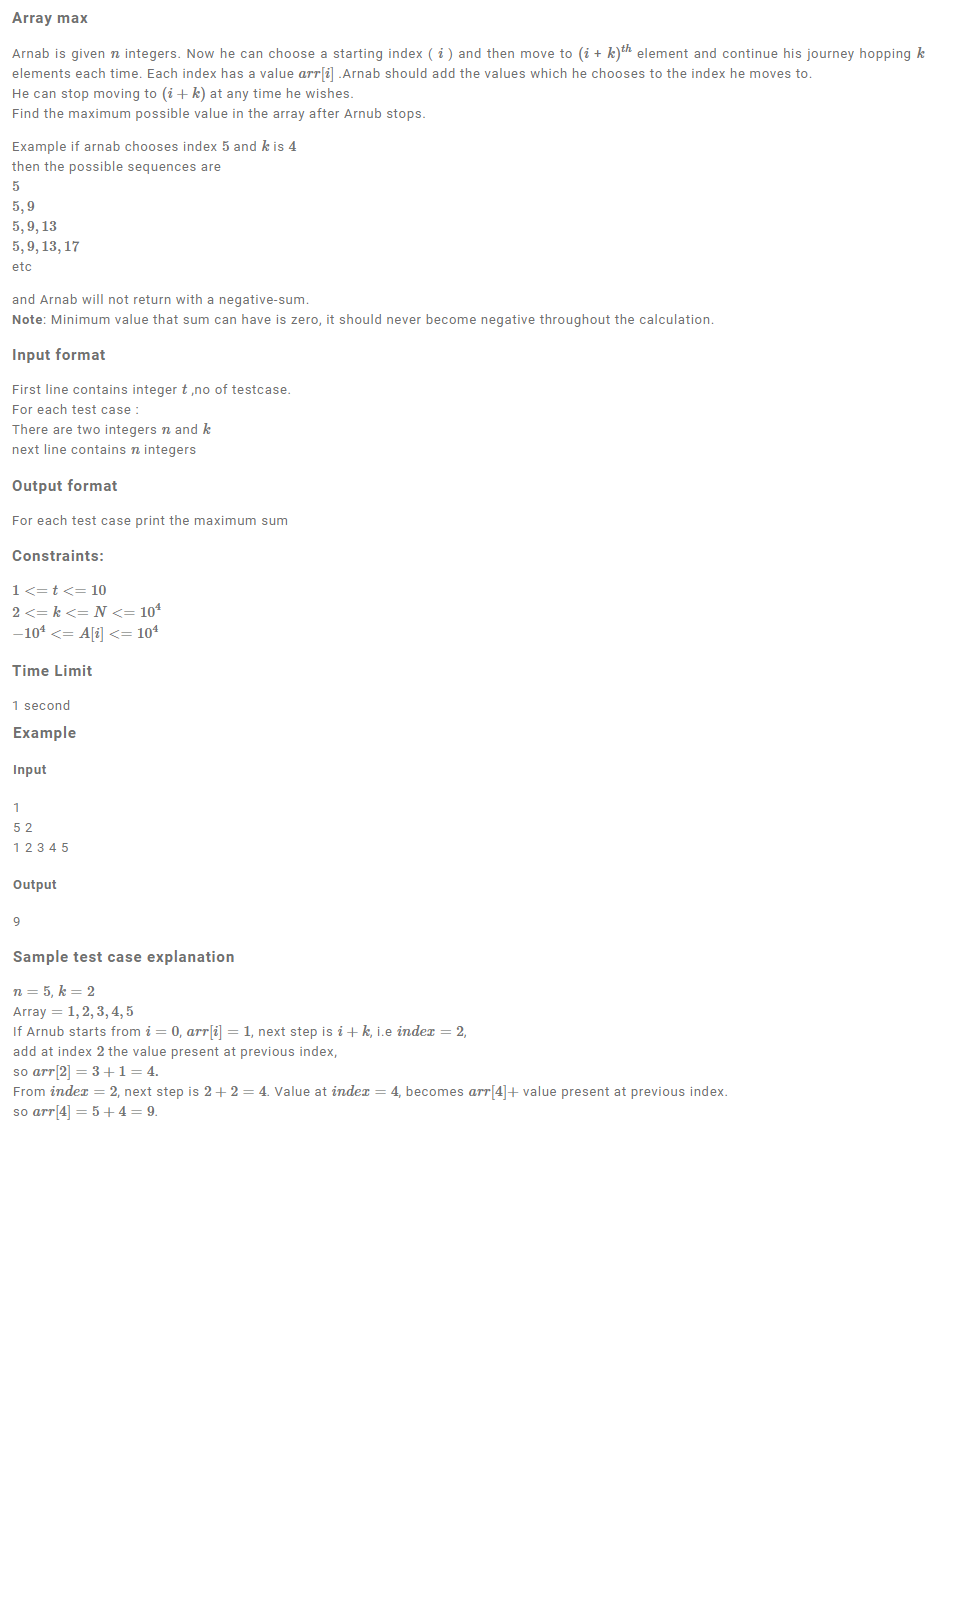 Array max
Arnab is given n integers. Now he can choose a starting index ( i ) and then move to (i + k)^th element and continue his journey hopping k
elements each time. Each index has a value arr[i] .Arnab should add the values which he chooses to the index he moves to.
He can stop moving to (i + k) at any time he wishes.
Find the maximum possible value in the array after Arnub stops.
Example if arnab chooses index 5 and k is 4
then the possible sequences are
5
5, 9
5, 9, 13
5, 9, 13, 17
etc
and Arnab will not return with a negative-sum.
Note: Minimum value that sum can have is zero, it should never become negative throughout the calculation.
Input format
First line contains integer t ,no of testcase.
For each test case :
There are two integers n and k
next line contains n integers
Output format
For each test case print the maximum sum
Constraints:
1 <= t <= 10
2 <= k <= N <= 10^4
−10^4 <= A[i] <= 10^4
Time Limit
1 second
Example
Input
1
5 2
1 2 3 4 5
Output
9
Sample test case explanation
n = 5, k = 2
Array = 1, 2, 3, 4, 5
If Arnub starts from i = 0, arr[i] = 1, next step is i + k, i.e index = 2,
add at index 2 the value present at previous index,
so arr[2] = 3 + 1 = 4.
From index = 2, next step is 2 + 2 = 4. Value at index = 4, becomes arr[4]+ value present at previous index.
so arr[4] = 5 + 4 = 9.